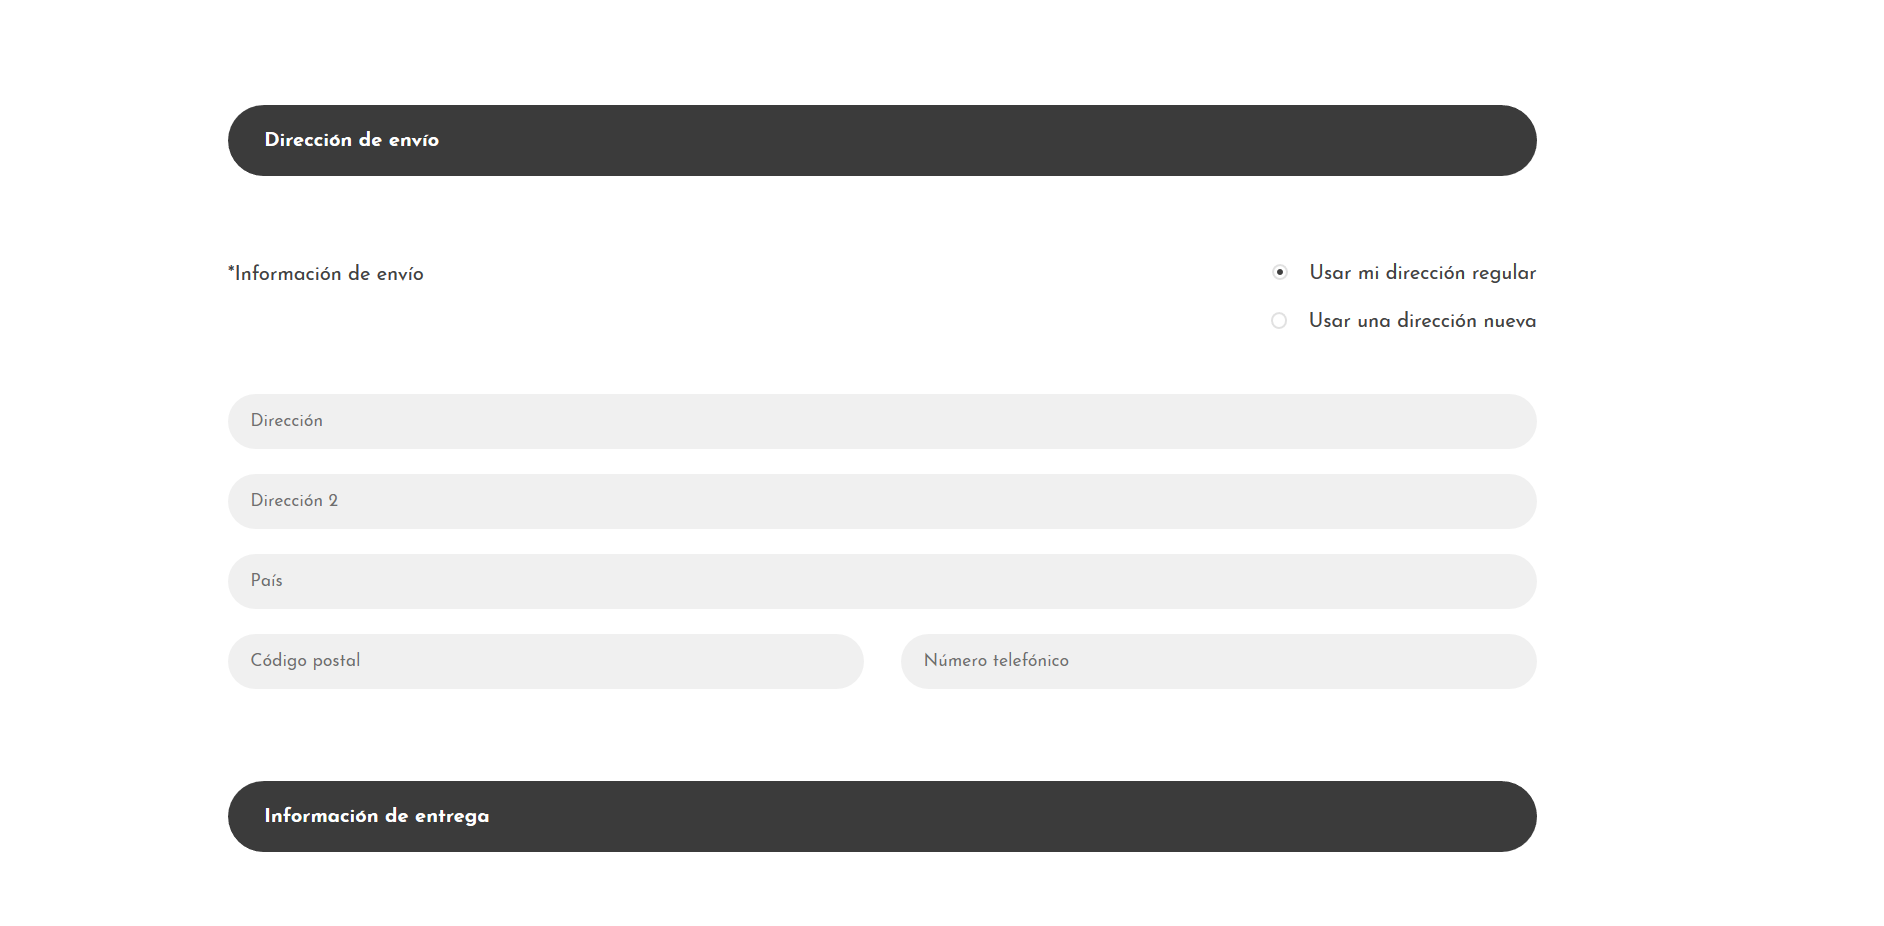 Dirección de envío
*Información de envío
Usar mi dirección regular
Usar una dirección nueva
Dirección
Dirección 2
País
Código postal
Número telefónico
Información de entrega